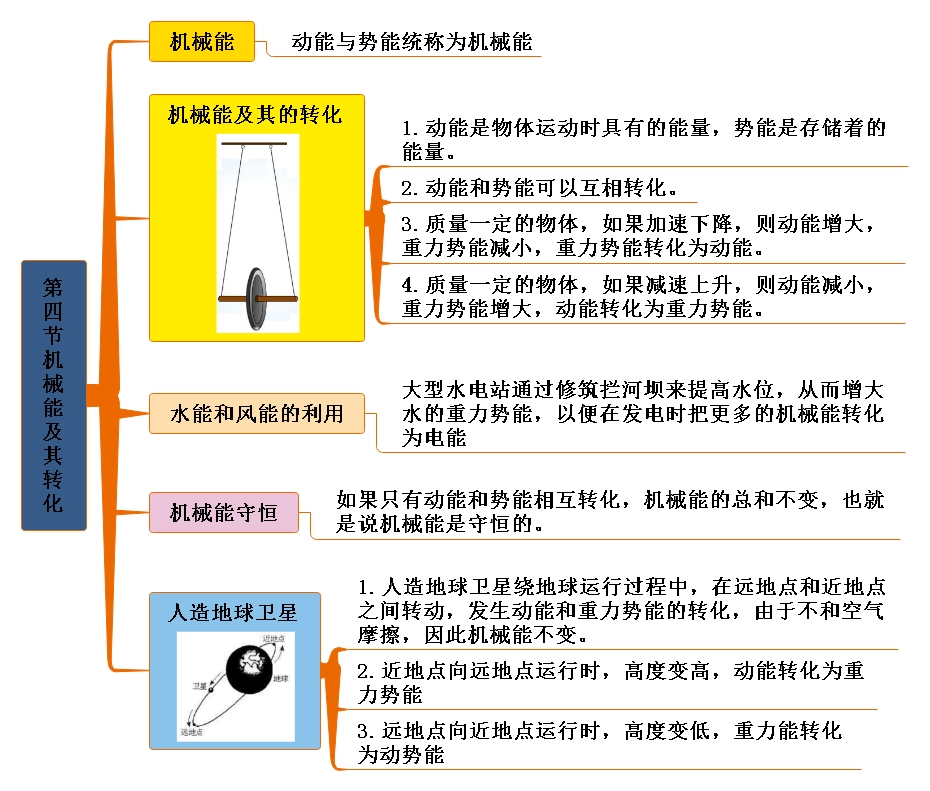 第四节机械能及其转化
机械能
动能与势能统称为机械能
机械能及其的转化
1. 动能是物体运动时具有的能量，势能是存储着的
能量。
2. 动能和势能可以互相转化。
3. 质量一定的物体，如果加速下降，则动能增大，
重力势能减小，重力势能转化为动能。
4. 质量一定的物体，如果减速上升，则动能减小，
重力势能增大，动能转化为重力势能。
水能和风能的利用
大型水电站通过修筑拦河坝来提高水位，从而增大
水的重力势能，以便在发电时把更多的机械能转化
为电能
机械能守恒
如果只有动能和势能相互转化，机械能的总和不变，也就
是说机械能是守恒的。
人造地球卫星
近地点
卫星
地球
远地点
1. 人造地球卫星绕地球运行过程中，在远地点和近地点
之间转动，发生动能和重力势能的转化，由于不和空气
摩擦，因此机械能不变。
2. 近地点向远地点运行时，高度变高，动能转化为重
力势能
3. 远地点向近地点运行时，高度变低，重力能转化
为动势能